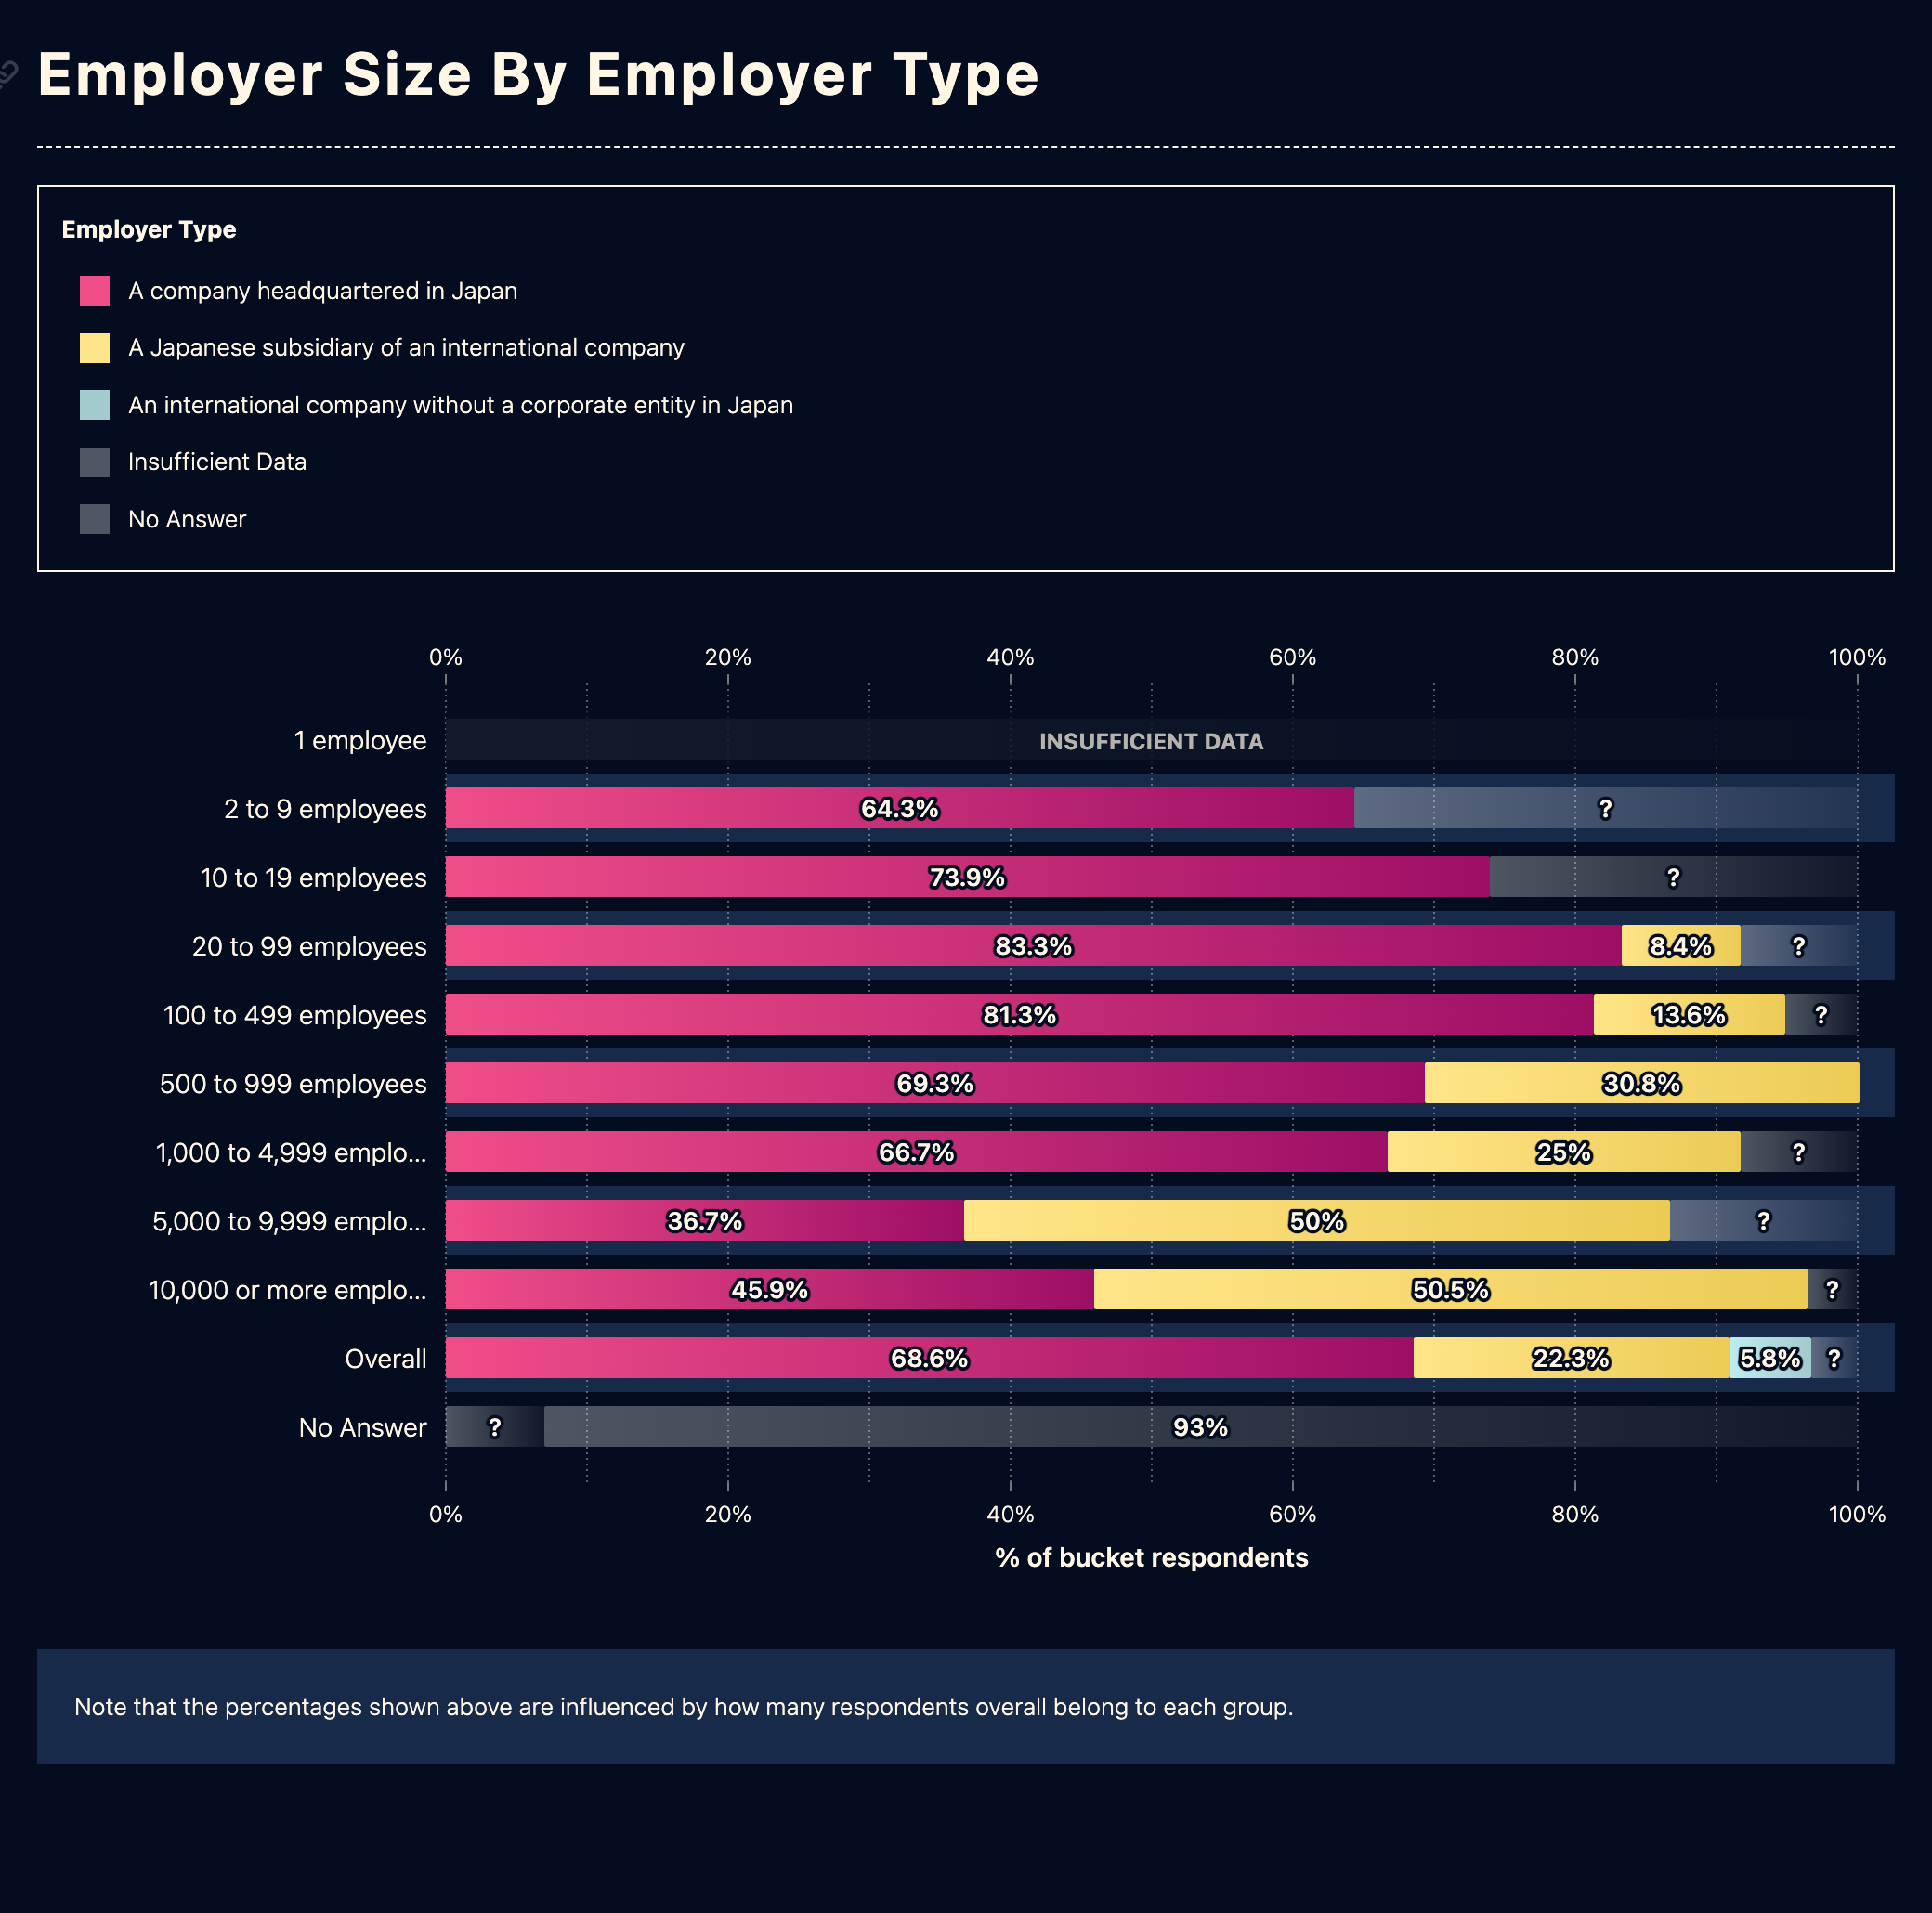 Employer Size By Employer Type
Employer Type
A company headquartered in Japan
A Japanese subsidiary of an international company
An international company without a corporate entity in Japan
Insufficient Data
No Answer
0% 20% 40% 60% 80% 100%
1 employee INSUFFICIENT DATA
2 to 9 employees 64.3% ?
10 to 19 employees 73.9% ?
20 to 99 employees 83.3% 8.4% ?
100 to 499 employees 81.3% 13.6% ?
500 to 999 employees 69.3% 30.8%
1,000 to 4,999 emplo... 66.7% 25% ?
5,000 to 9,999 emplo... 36.7% 50% ?
10,000 or more emplo... 45.9% 50.5% ?
Overall 68.6% 22.3% 5.8% ?
No Answer ? 93%
0% 20% 40% 60% 80% 100%
% of bucket respondents
Note that the percentages shown above are influenced by how many respondents overall belong to each group.